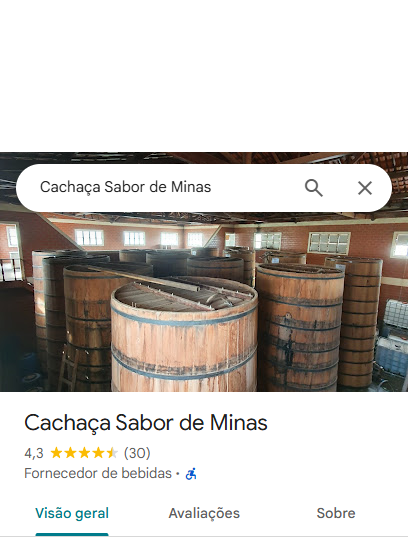 Cachaça Sabor de Minas
Cachaça Sabor de Minas
4,3 (30)
Fornecedor de bebidas ·
Visão geral Avaliações Sobre